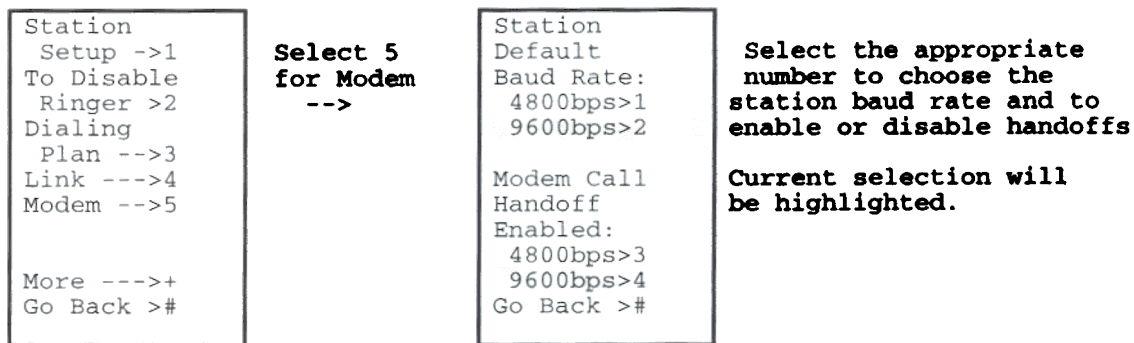 Station
Setup ->1
To Disable
Ringer >2
Dialing
Plan -->3
Link --->4
Modem -->5
More --->+
Go Back >#
Select 5
for Modem
-->
Station
Default
Baud Rate:
4800bps>1
9600bps>2
Modem Call
Handoff
Enabled:
4800bps>3
9600bps>4
Go Back >#
Select the appropriate
number to choose the
station baud rate and to
enable or disable handoffs
Current selection will
be highlighted.